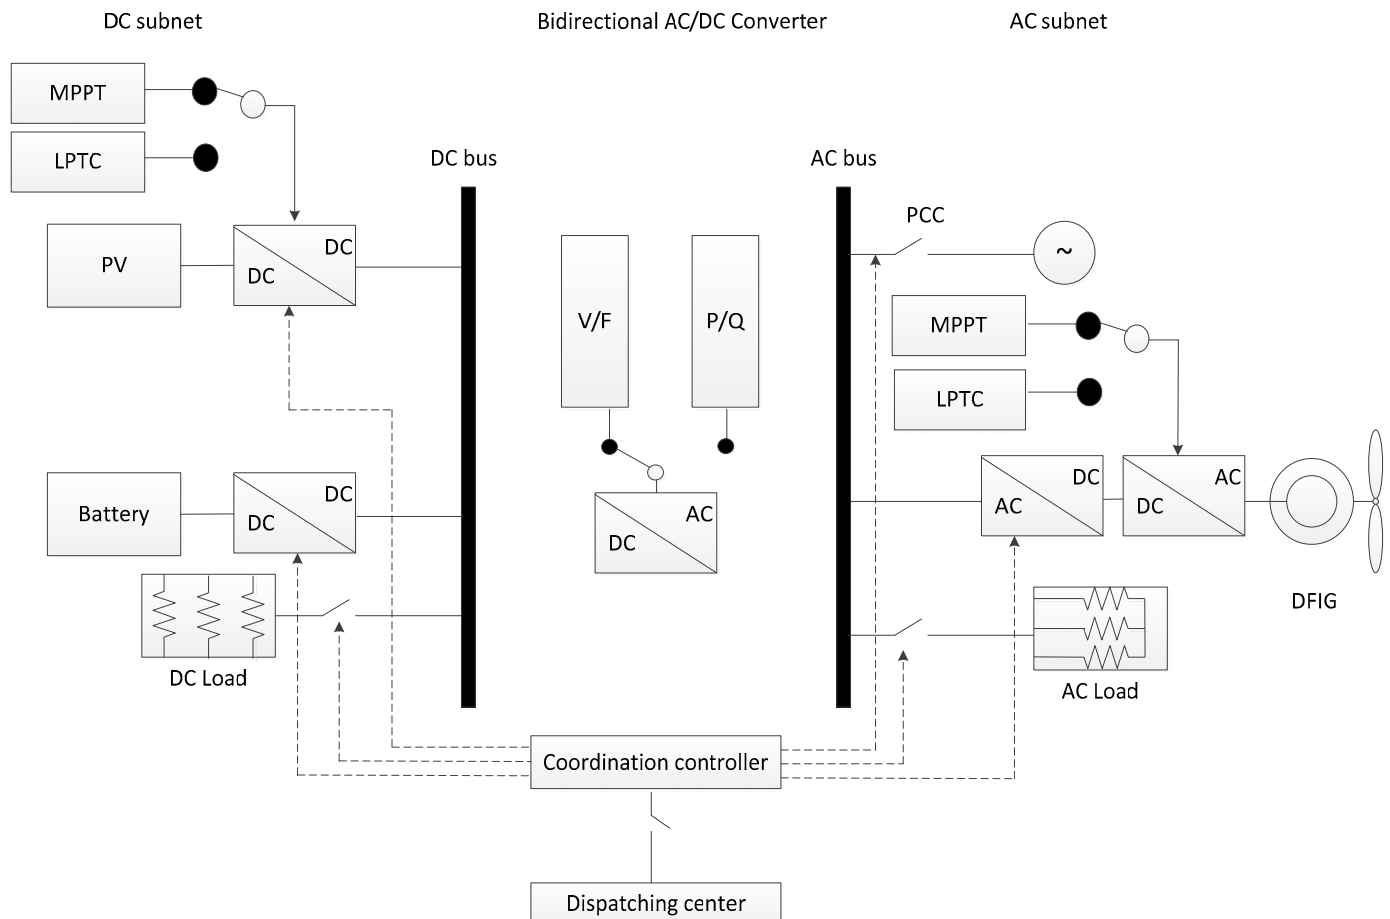 DC subnet
Bidirectional AC/DC Converter
AC subnet
MPPT
LPTC
DC bus
AC bus
PCC
PV
DC
DC
~
V/F
P/Q
MPPT
LPTC
Battery
DC
DC
AC
DC
DC
AC
AC
DC
DFIG
DC Load
AC Load
Coordination controller
Dispatching center